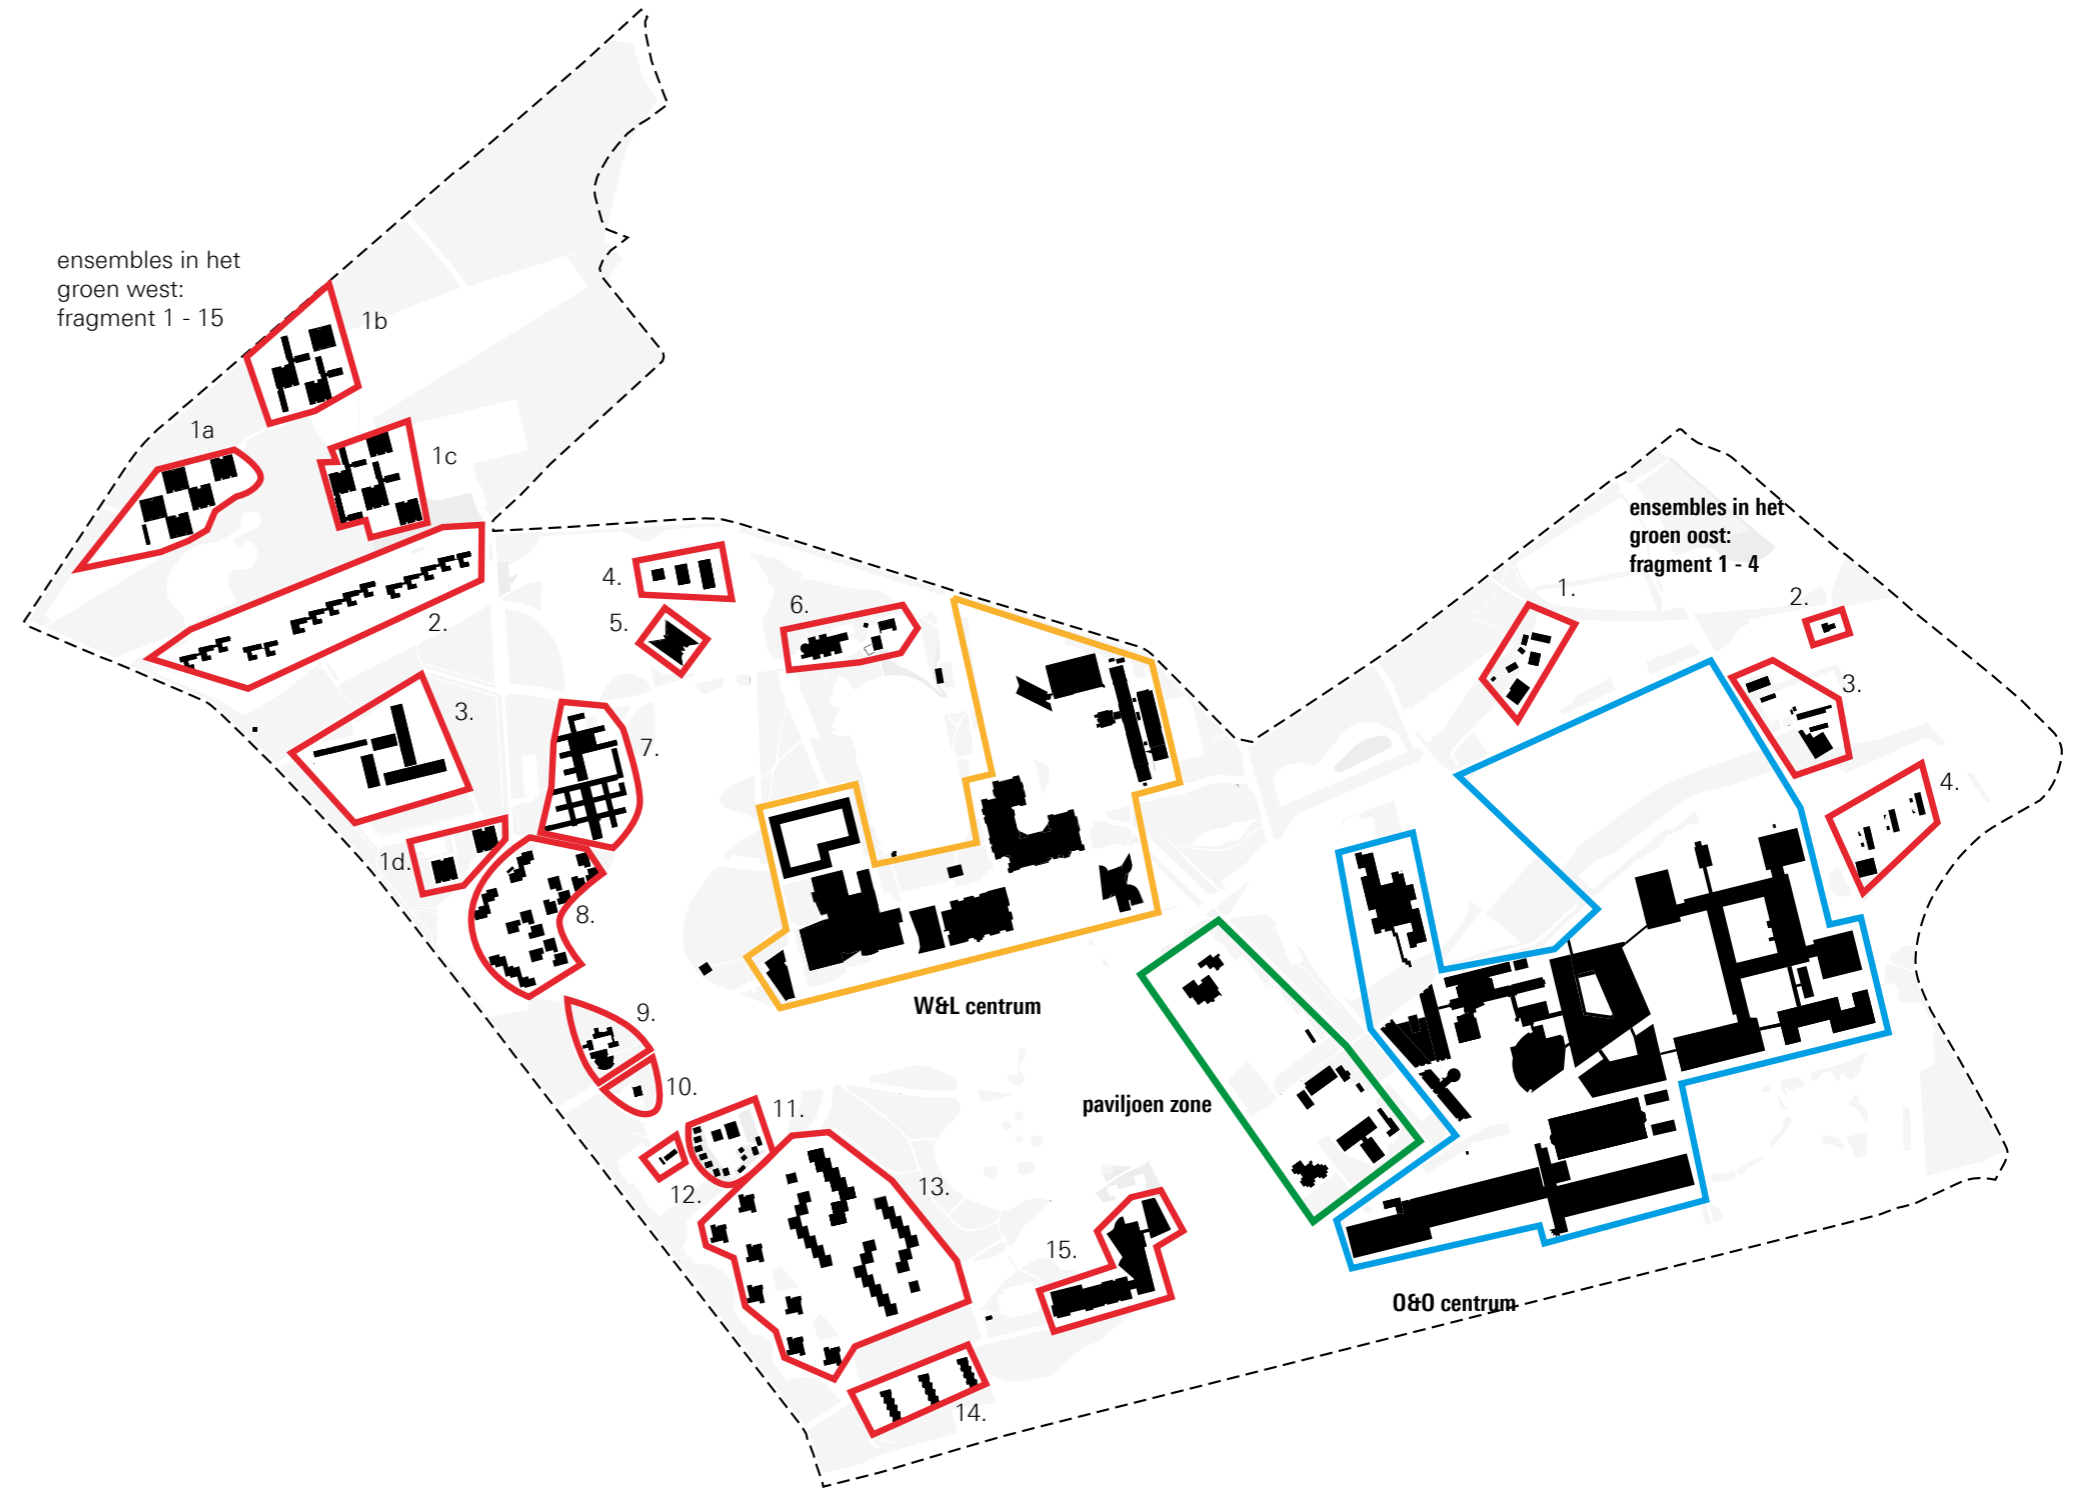 ensembles in het
groen west:
fragment 1 - 15
1b
1a
1c
2.
3.
1d.
4.
5.
6.
7.
8.
9.
10.
11.
12.
13.
14.
15.
W&L centrum
paviljoen zone
O&O centrum
ensembles in het
groen oost:
fragment 1 - 4
1.
2.
3.
4.